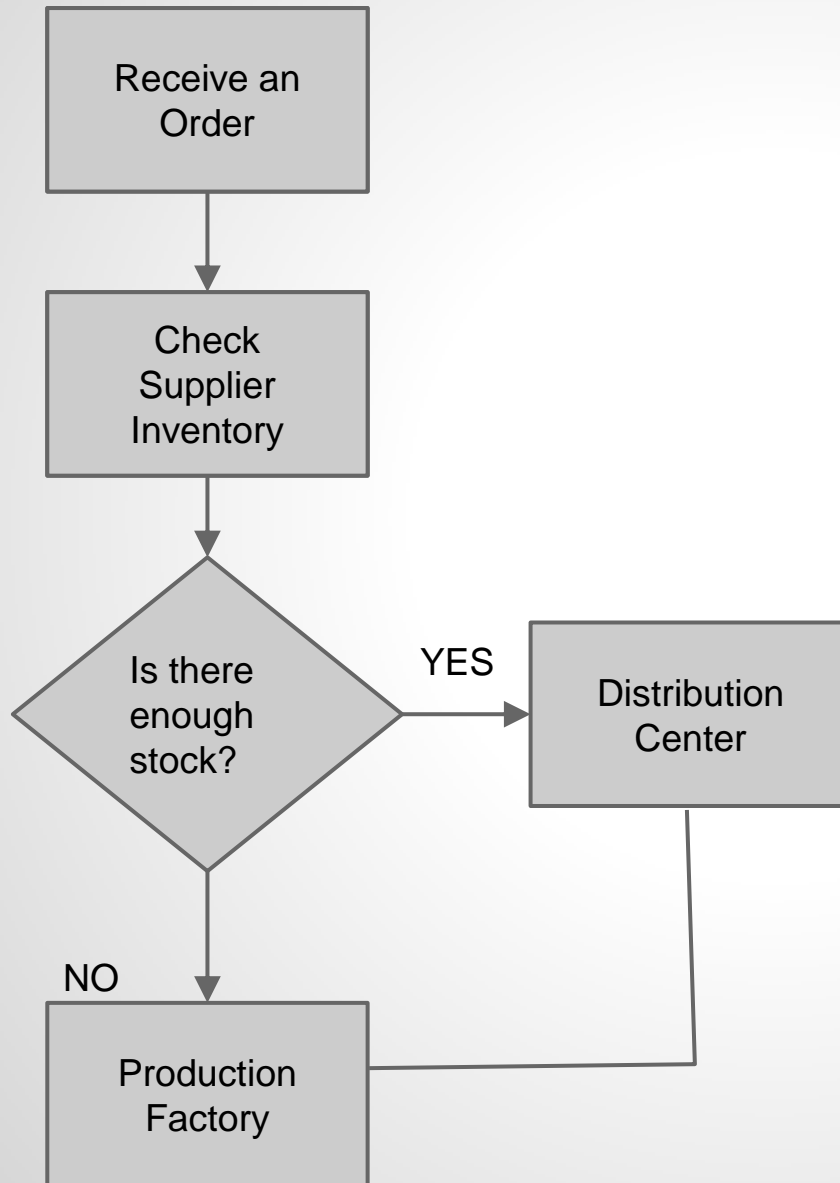 Receive an
Order
Check
Supplier
Inventory
Is there
enough
stock?
YES
Distribution
Center
NO
Production
Factory